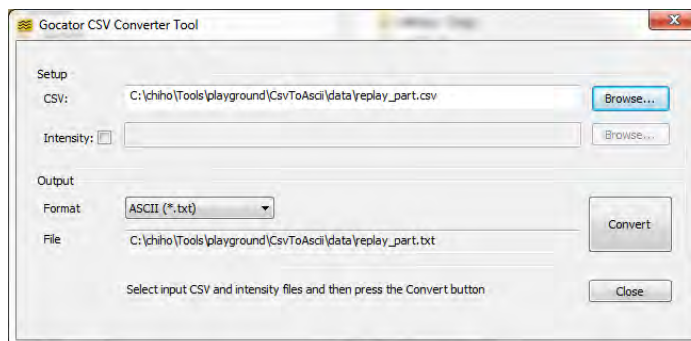 Gocator CSV Converter Tool
Setup
CSV: C:\chiho\Tools\playground\CsvToAscii\data\replay_part.csv Browse...
Intensity: Browse...
Output
Format ASCII (*.txt) Convert
File C:\chiho\Tools\playground\CsvToAscii\data\replay_part.txt
Select input CSV and intensity files and then press the Convert button Close